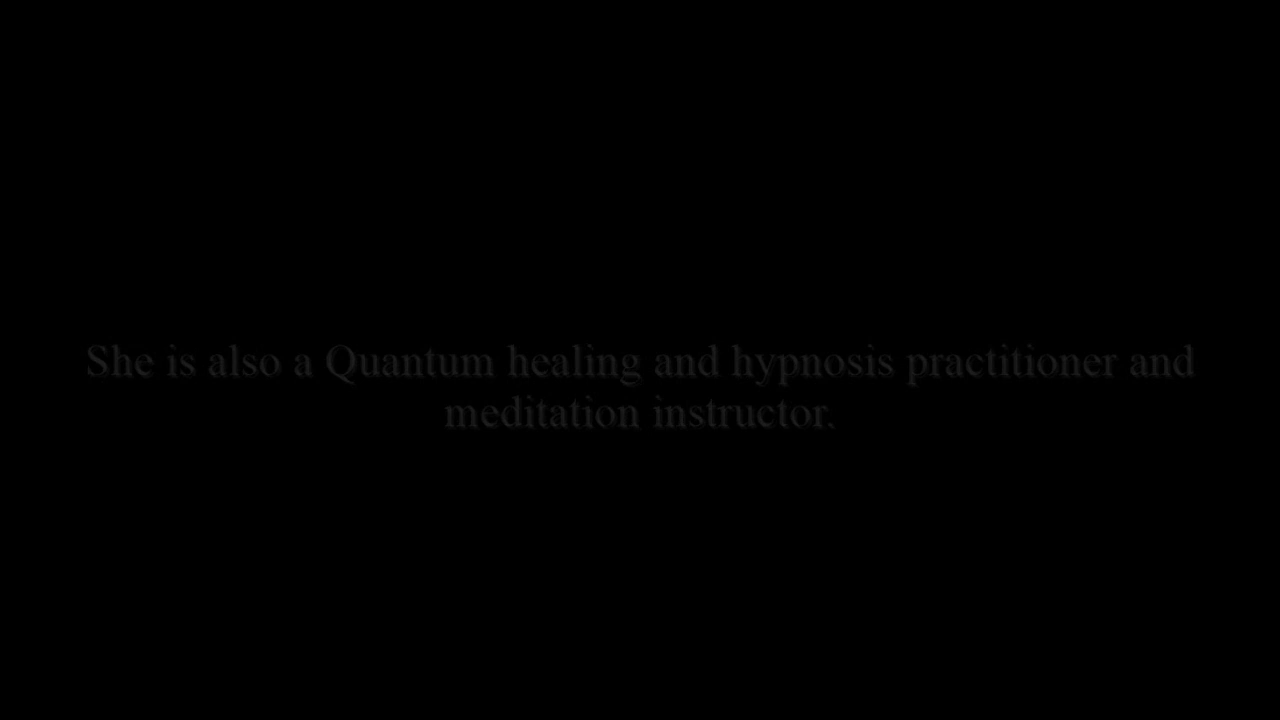 She is also a Quantum healing and hypnosis practitioner and
meditation instructor.